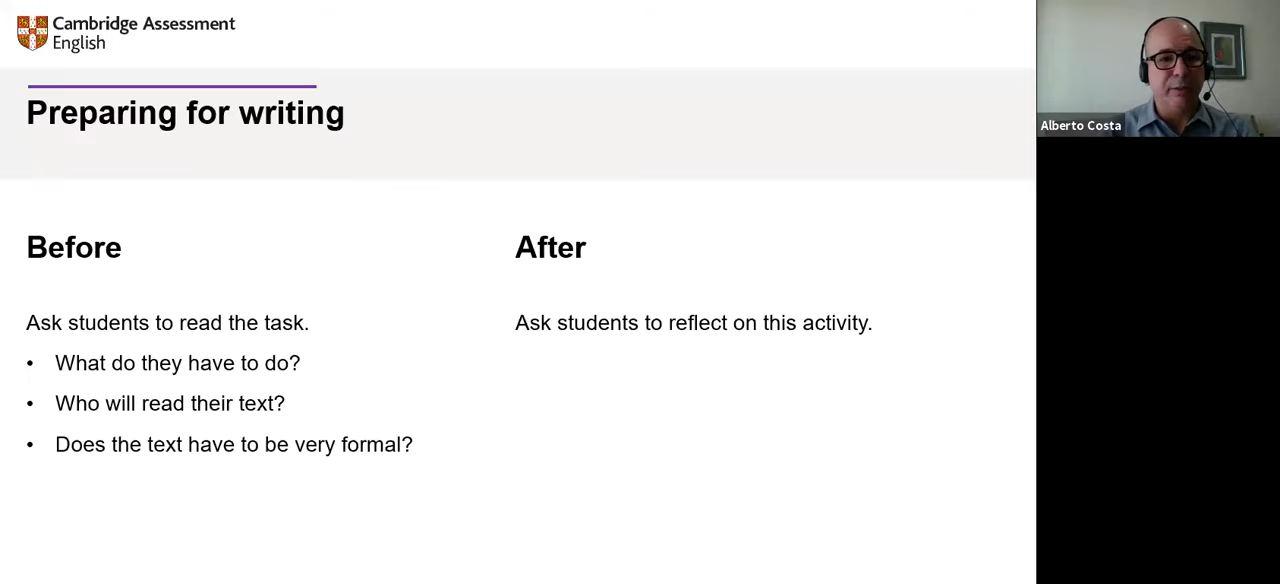 Cambridge Assessment
English
Preparing for writing
Before
Ask students to read the task.
• What do they have to do?
• Who will read their text?
• Does the text have to be very formal?
After
Ask students to reflect on this activity.
Alberto Costa